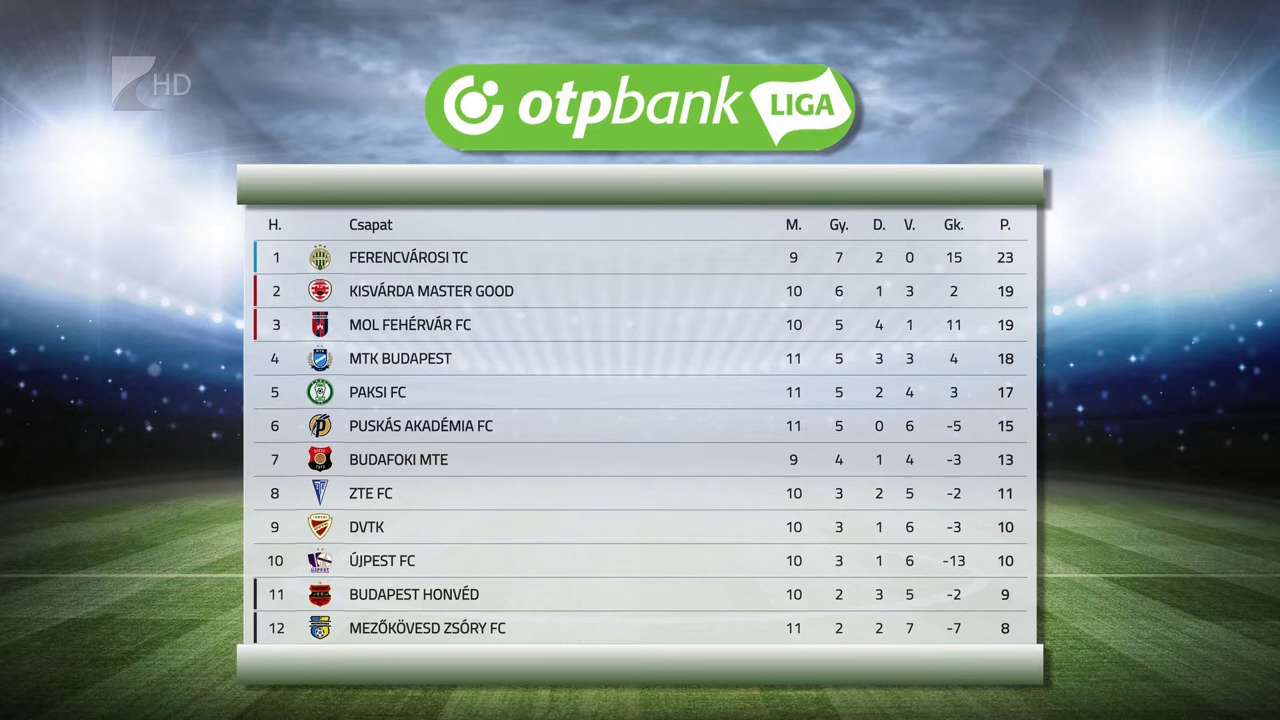 HD
otpbank LIGA
H. Csapat M. Gy. D. V. Gk. P.
1 FERENCVÁROSI TC 9 7 2 0 15 23
2 KISVÁRDA MASTER GOOD 10 6 1 3 2 19
3 MOL FEHÉRVÁR FC 10 5 4 1 11 19
4 MTK BUDAPEST 11 5 3 3 4 18
5 PAKSI FC 11 5 2 4 3 17
6 PUSKÁS AKADÉMIA FC 11 5 0 6 -5 15
7 BUDAFOKI MTE 9 4 1 4 -3 13
8 ZTE FC 10 3 2 5 -2 11
9 DVTK 10 3 1 6 -3 10
10 ÚJPEST FC 10 3 1 6 -13 10
11 BUDAPEST HONVÉD 10 2 3 5 -2 9
12 MEZŐKÖVESD ZSÓRY FC 11 2 2 7 -7 8